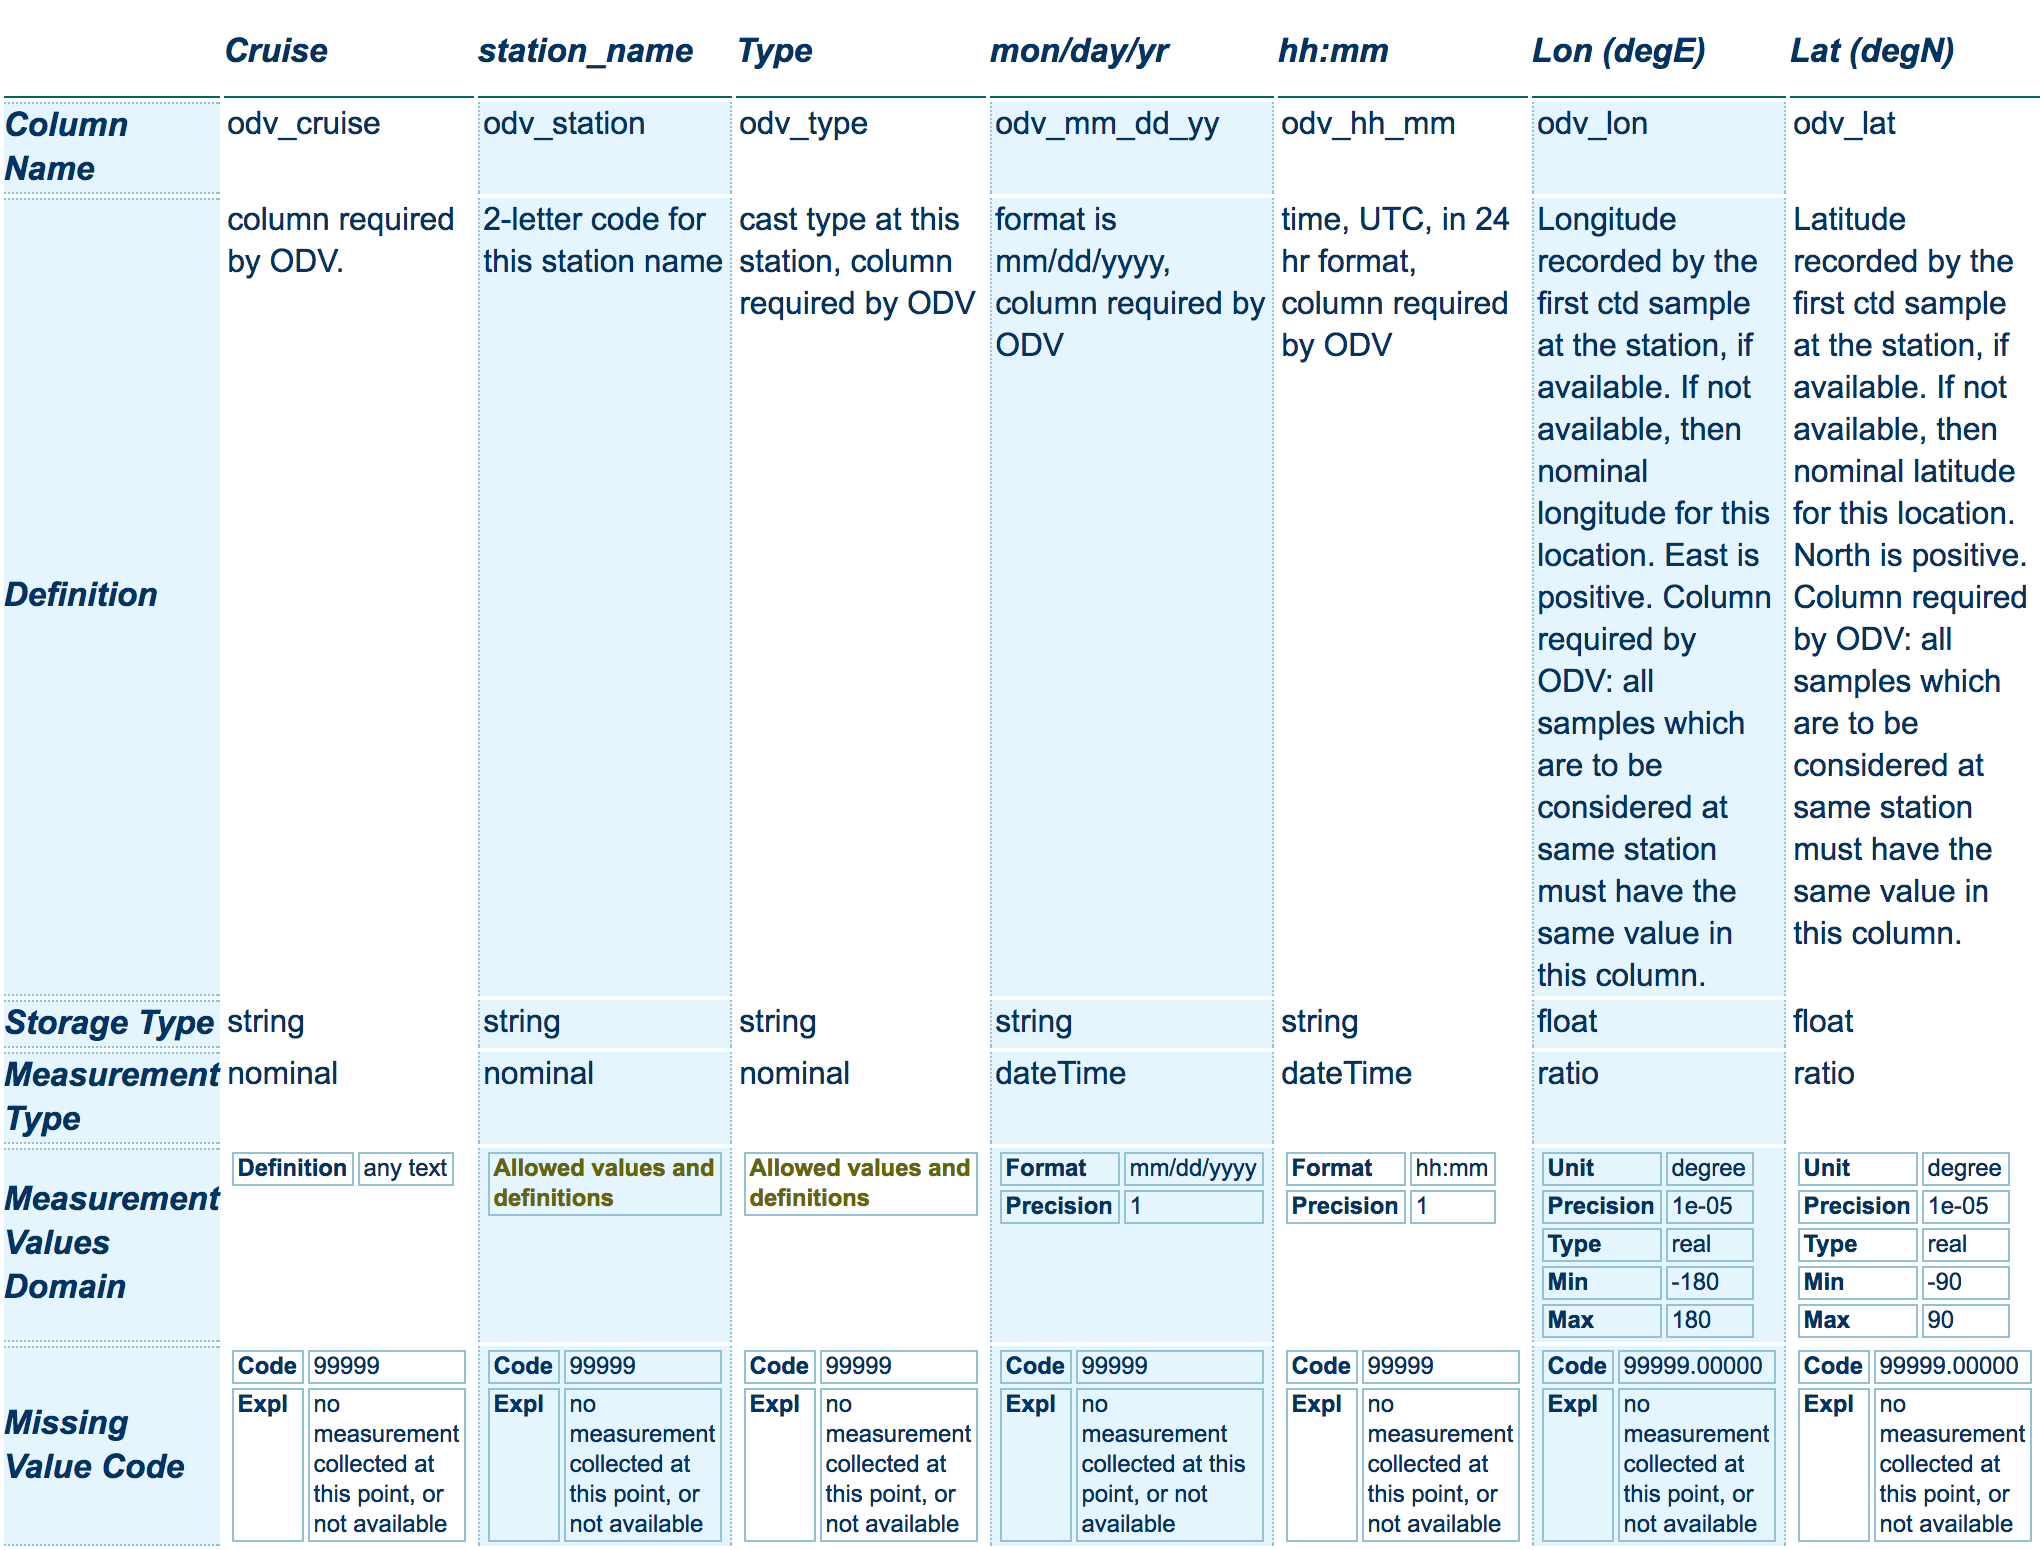 Cruise station_name Type mon/day/yr hh:mm Lon (degE) Lat (degN)
Column
Name
odv_cruise
odv_station
odv_type
odv_mm_dd_yy
odv_hh_mm
odv_lon
odv_lat
Definition
column required
by ODV.
2-letter code for
this station name
cast type at this
station, column
required by ODV
format is
mm/dd/yyyy,
column required by
ODV
time, UTC, in 24
hr format,
column required
by ODV
Longitude
recorded by the
first ctd sample
at the station, if
available. If not
available, then
nominal
longitude for this
location. East is
positive. Column
required by
ODV: all
samples which
are to be
considered at
same station
must have the
same value in
this column.
Latitude
recorded by the
first ctd sample
at the station, if
available. If not
available, then
nominal latitude
for this location.
North is positive.
Column required
by ODV: all
samples which
are to be
considered at
same station
must have the
same value in
this column.
Storage Type string string string string string float float
Measurement
Type
nominal
nominal
nominal
dateTime
dateTime
ratio
ratio
Measurement
Values
Domain
Definition any text
Allowed values and
definitions
Allowed values and
definitions
Format mm/dd/yyyy
Precision 1
Format hh:mm
Precision 1
Unit degree
Precision 1e-05
Type real
Min -180
Max 180
Unit degree
Precision 1e-05
Type real
Min -90
Max 90
Missing
Value Code
Code 99999
Expl no
measurement
collected at
this point, or
not available
Code 99999
Expl no
measurement
collected at
this point, or
not available
Code 99999
Expl no
measurement
collected at
this point, or
not available
Code 99999
Expl no
measurement
collected at this
point, or not
available
Code 99999
Expl no
measurement
collected at
this point, or
not available
Code 99999.00000
Expl no
measurement
collected at
this point, or
not available
Code 99999.00000
Expl no
measurement
collected at
this point, or
not available